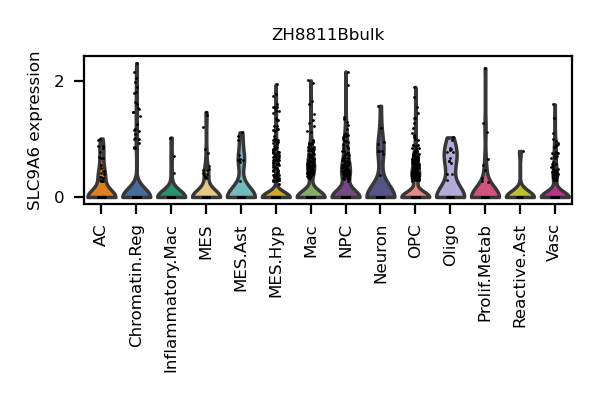 ZH8811Bbulk
SLC9A6 expression
2
0
AC
Chromatin.Reg
Inflammatory.Mac
MES
MES.Ast
MES.Hyp
Mac
NPC
Neuron
OPC
Oligo
Prolif.Metab
Reactive.Ast
Vasc